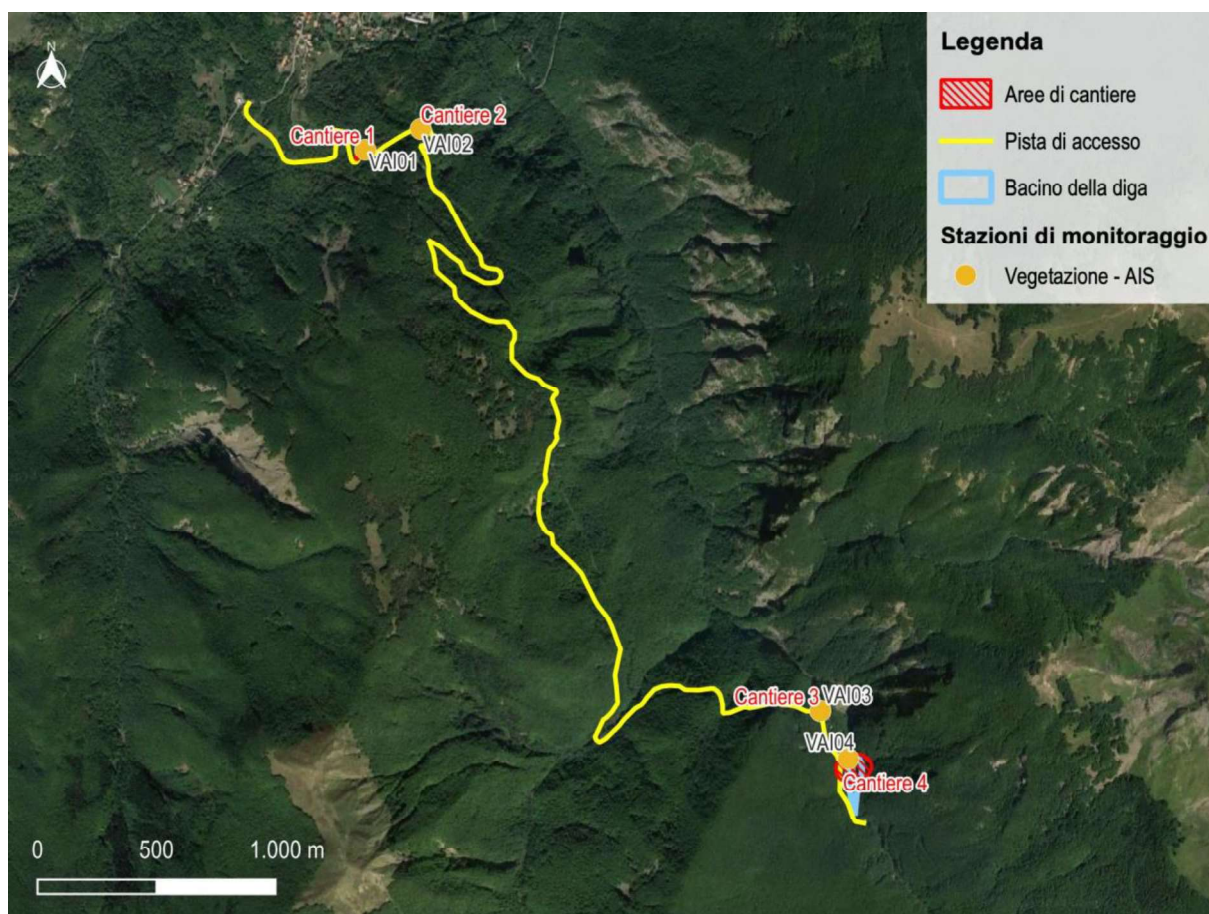 N
Legenda
Aree di cantiere
Pista di accesso
Bacino della diga
Stazioni di monitoraggio
Vegetazione - AIS
Cantiere 1
VAI01
Cantiere 2
VAI02
Cantiere 3
VAI03
VAI04
Cantiere 4
0 500 1.000 m